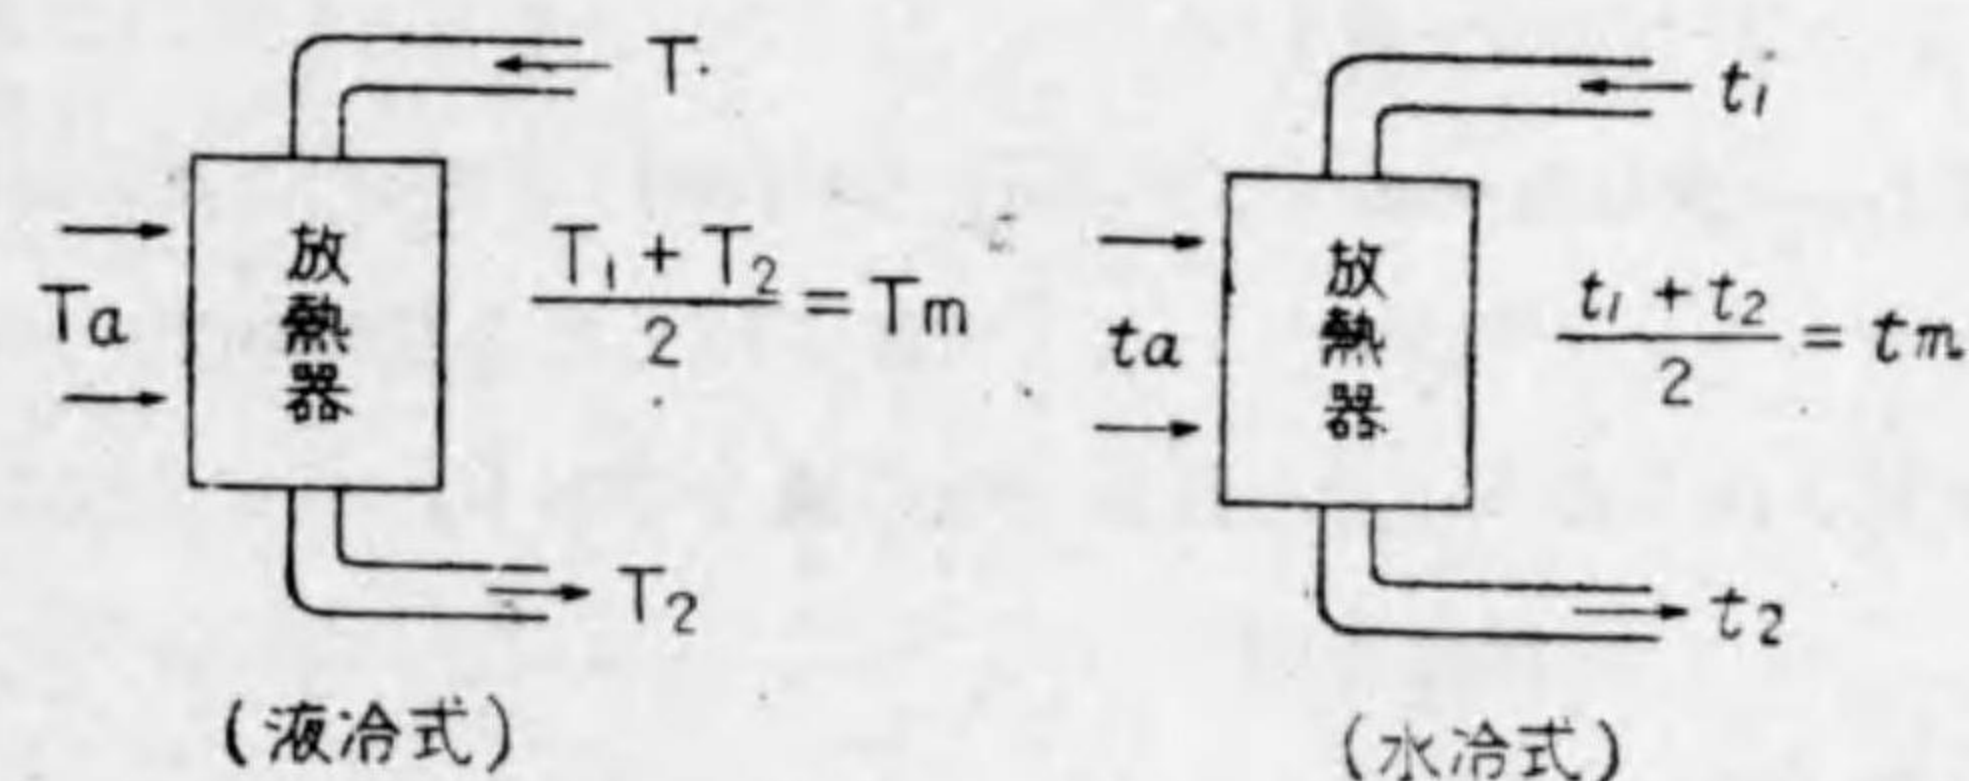 T.
Ta
放熱器
T₁ + T₂
2
= Tm
T₂
(液冷式)
t₁
ta
放熱器
t₁ + t₂
2
= tm
t₂
(水冷式)